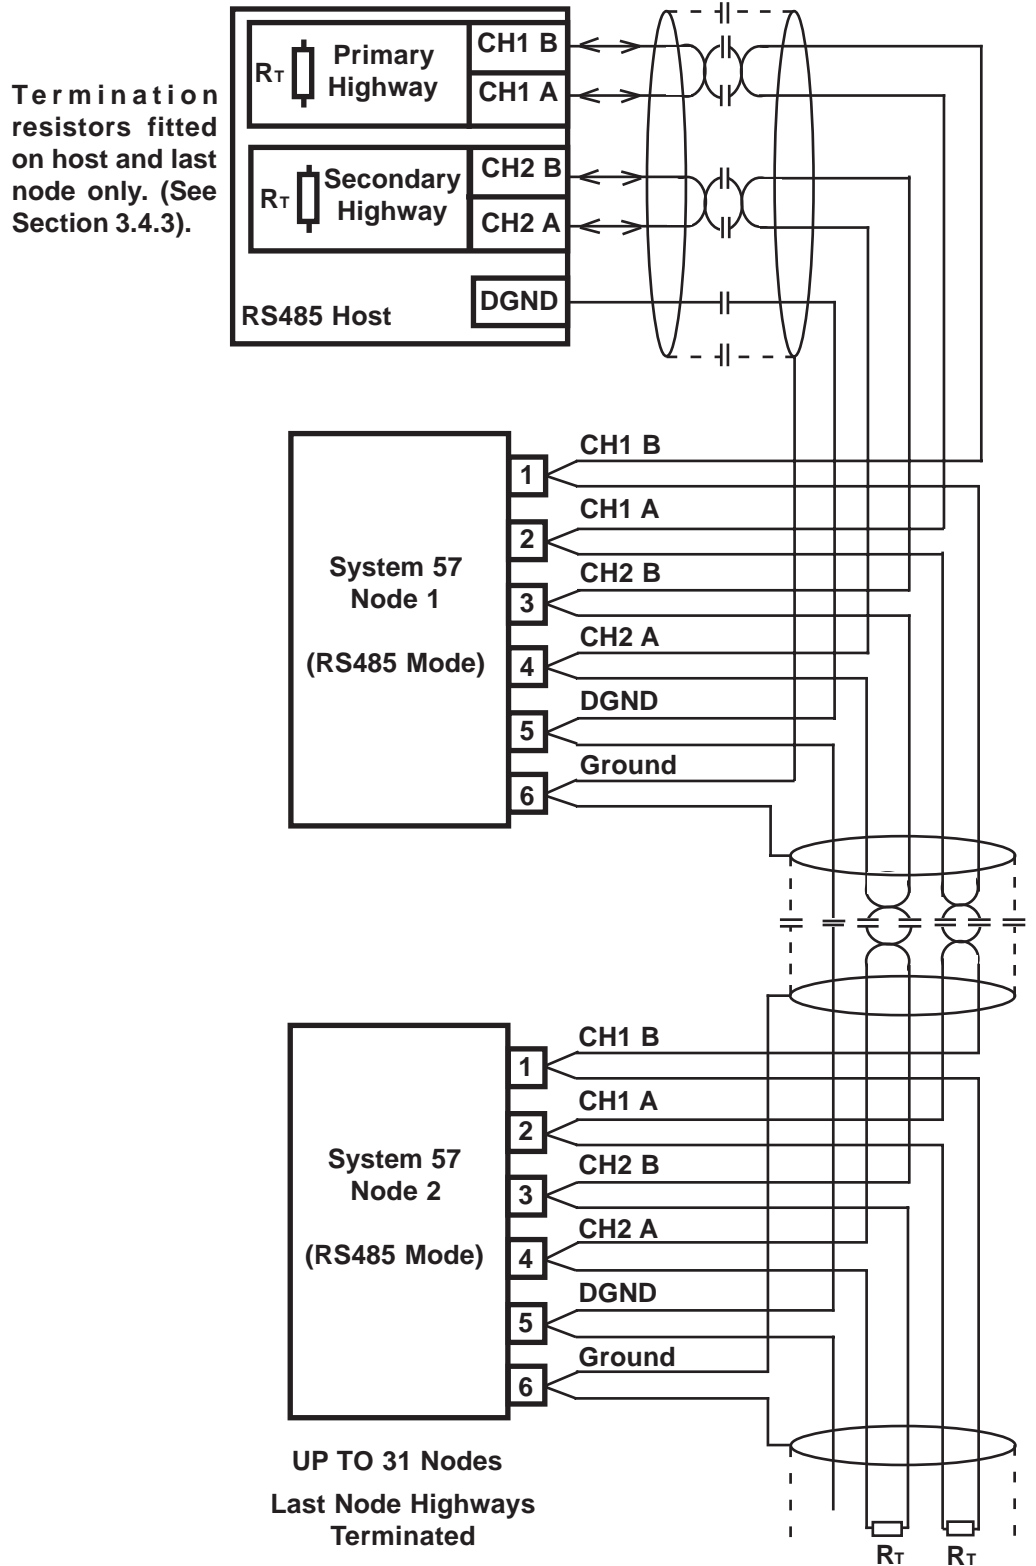 Termination
resistors fitted
on host and last
node only. (See
Section 3.4.3).
RT
Primary
Highway
CH1 B
CH1 A
RT
Secondary
Highway
CH2 B
CH2 A
DGND
RS485 Host
System 57
Node 1
(RS485 Mode)
1
CH1 B
2
CH1 A
3
CH2 B
4
CH2 A
5
DGND
6
Ground
System 57
Node 2
(RS485 Mode)
1
CH1 B
2
CH1 A
3
CH2 B
4
CH2 A
5
DGND
6
Ground
UP TO 31 Nodes
Last Node Highways
Terminated
RT
RT